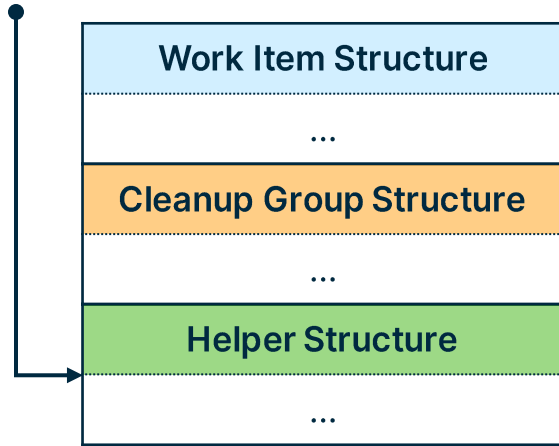 Work Item Structure
...
Cleanup Group Structure
...
Helper Structure
...